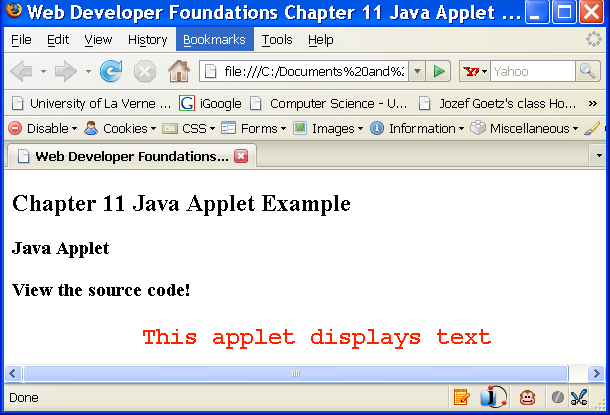 Web Developer Foundations Chapter 11 Java Applet ...
File Edit View History Bookmarks Tools Help
file:///C:/Documents%20and%2 Yahoo
University of La Verne ... iGoogle Computer Science - U... Jozef Goetz's class Ho... »
Disable Cookies CSS Forms Images Information Miscellaneous
Web Developer Foundations...
Chapter 11 Java Applet Example
Java Applet
View the source code!
This applet displays text
Done